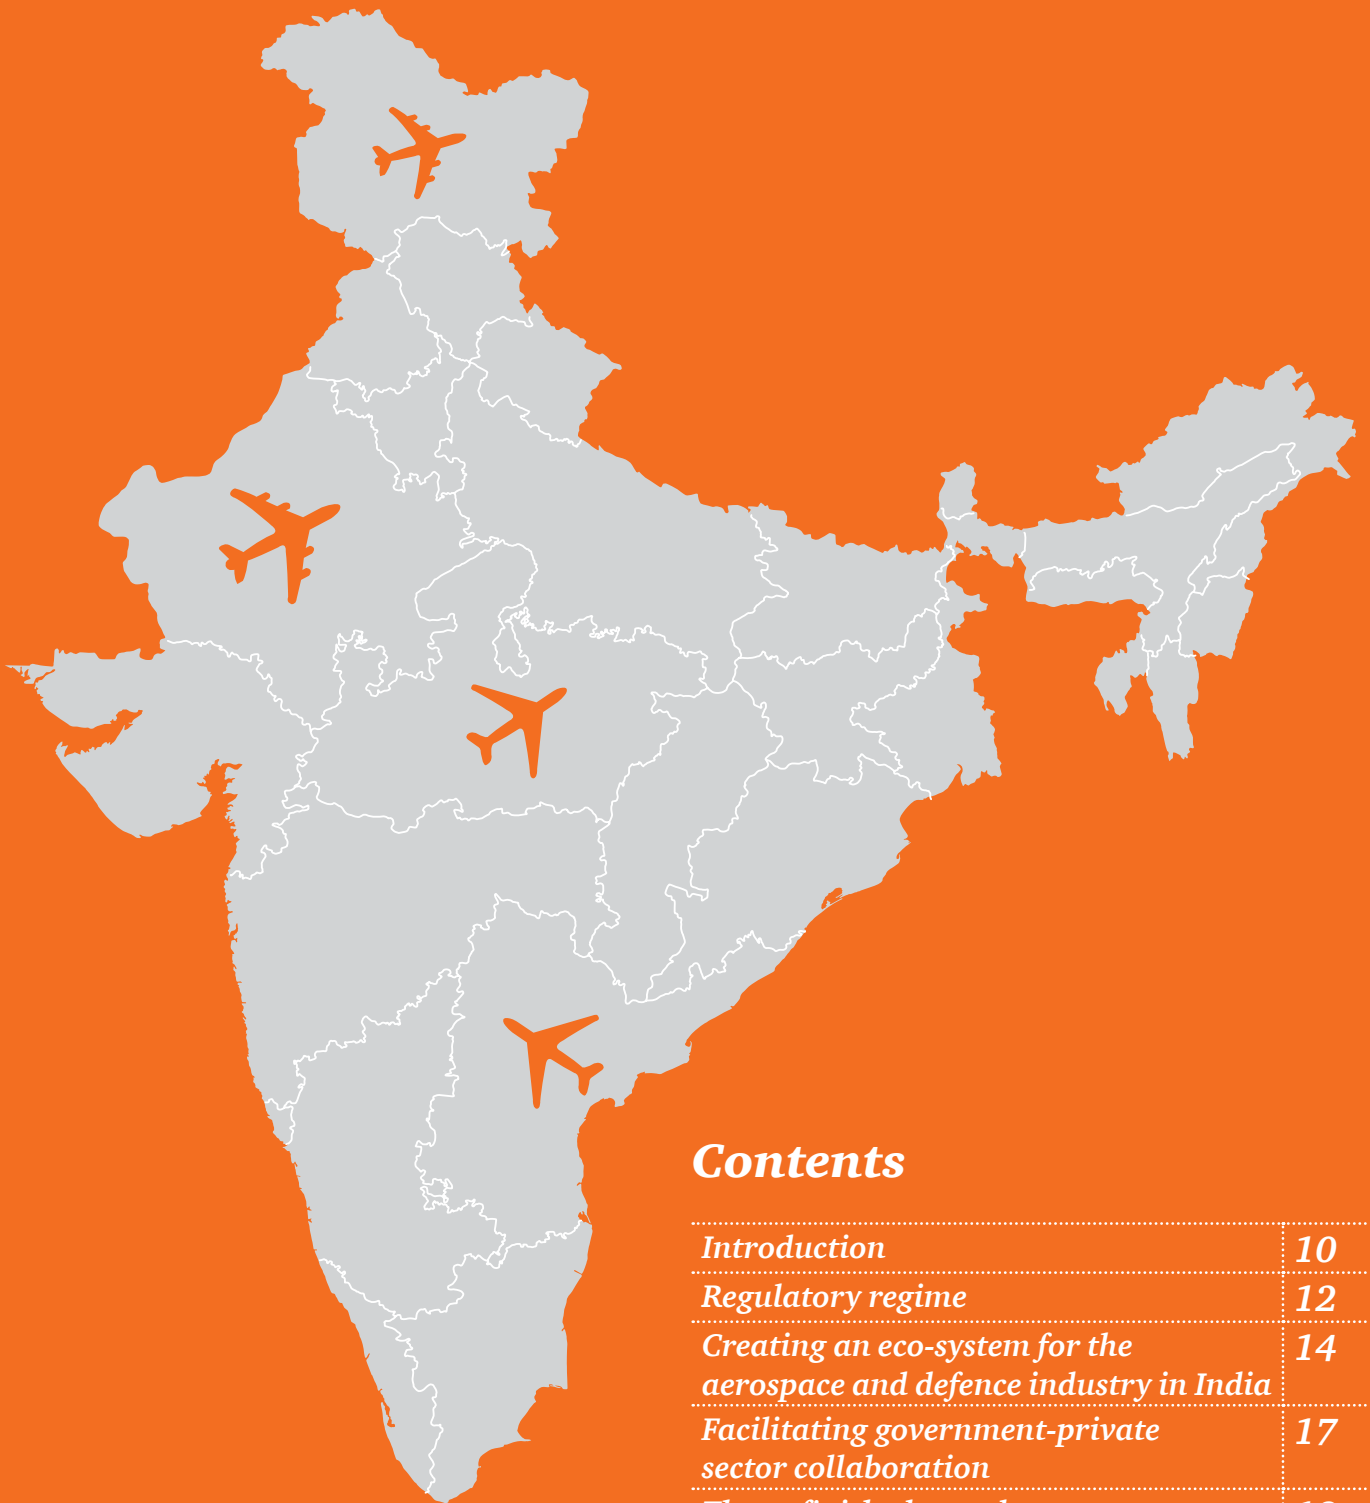 Contents
Introduction 10
Regulatory regime 12
Creating an eco-system for the 14
aerospace and defence industry in India
Facilitating government-private 17
sector collaboration